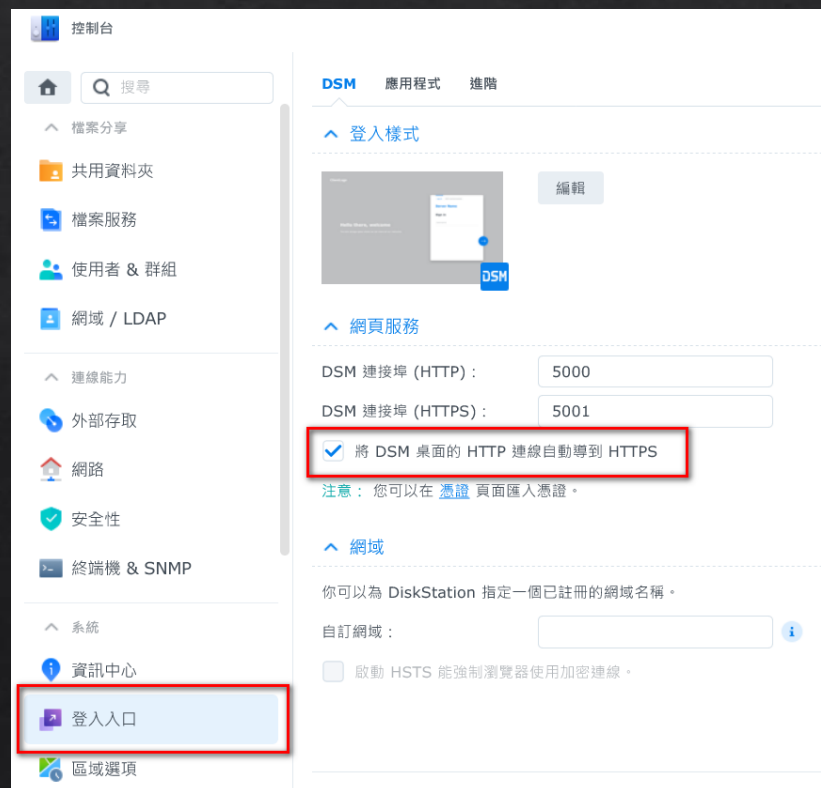 控制台
搜尋
檔案分享
共用資料夾
檔案服務
使用者 & 群組
網域 / LDAP
連線能力
外部存取
網路
安全性
終端機 & SNMP
系統
資訊中心
登入入口
區域選項
DSM 應用程式 進階
登入樣式
編輯
DSM
網頁服務
DSM 連接埠 (HTTP) : 5000
DSM 連接埠 (HTTPS) : 5001
將 DSM 桌面的 HTTP 連線自動導到 HTTPS
注意： 您可以在 憑證 頁面匯入憑證。
網域
你可以為 DiskStation 指定一個已註冊的網域名稱。
自訂網域 :
啟動 HSTS 能強制瀏覽器使用加密連線。